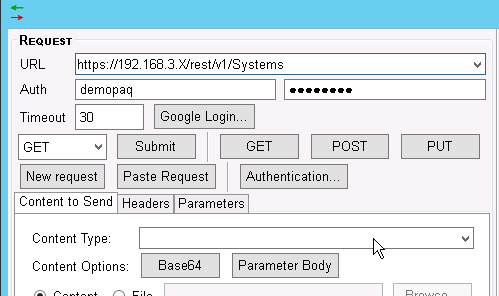 REQUEST
URL https://192.168.3.X/rest/v1/Systems
Auth demopaq ●●●●●●●●
Timeout 30 Google Login...
GET Submit GET POST PUT
New request Paste Request Authentication...
Content to Send Headers Parameters
Content Type:
Content Options: Base64 Parameter Body
Content File Browse...